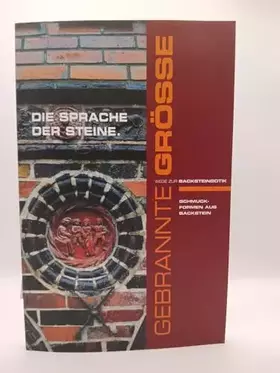 DIE SPRACHE
DER STEINE.
GEBRANNTE GRÖSSE
WEGE ZUR BACKSTEINGOTIK
SCHMUCK-
FORMEN AUS
BACKSTEIN